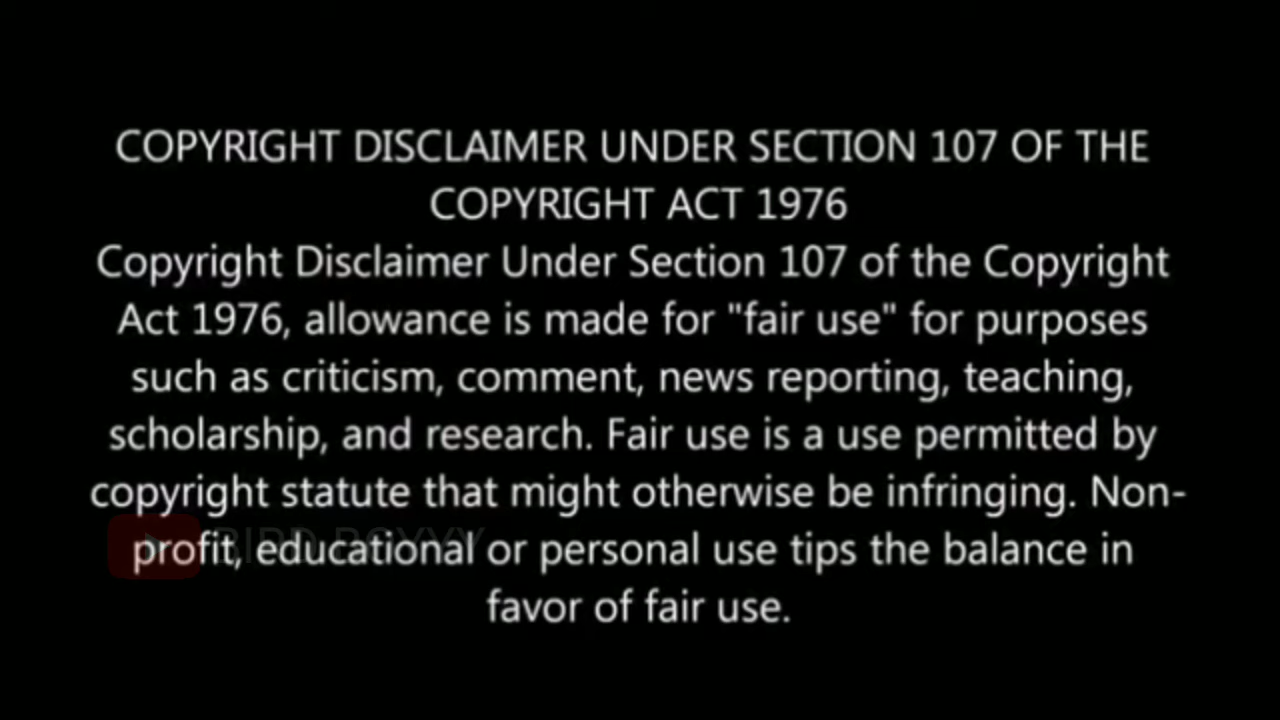 COPYRIGHT DISCLAIMER UNDER SECTION 107 OF THE
COPYRIGHT ACT 1976
Copyright Disclaimer Under Section 107 of the Copyright
Act 1976, allowance is made for "fair use" for purposes
such as criticism, comment, news reporting, teaching,
scholarship, and research. Fair use is a use permitted by
copyright statute that might otherwise be infringing. Non-
profit, educational or personal use tips the balance in
favor of fair use.